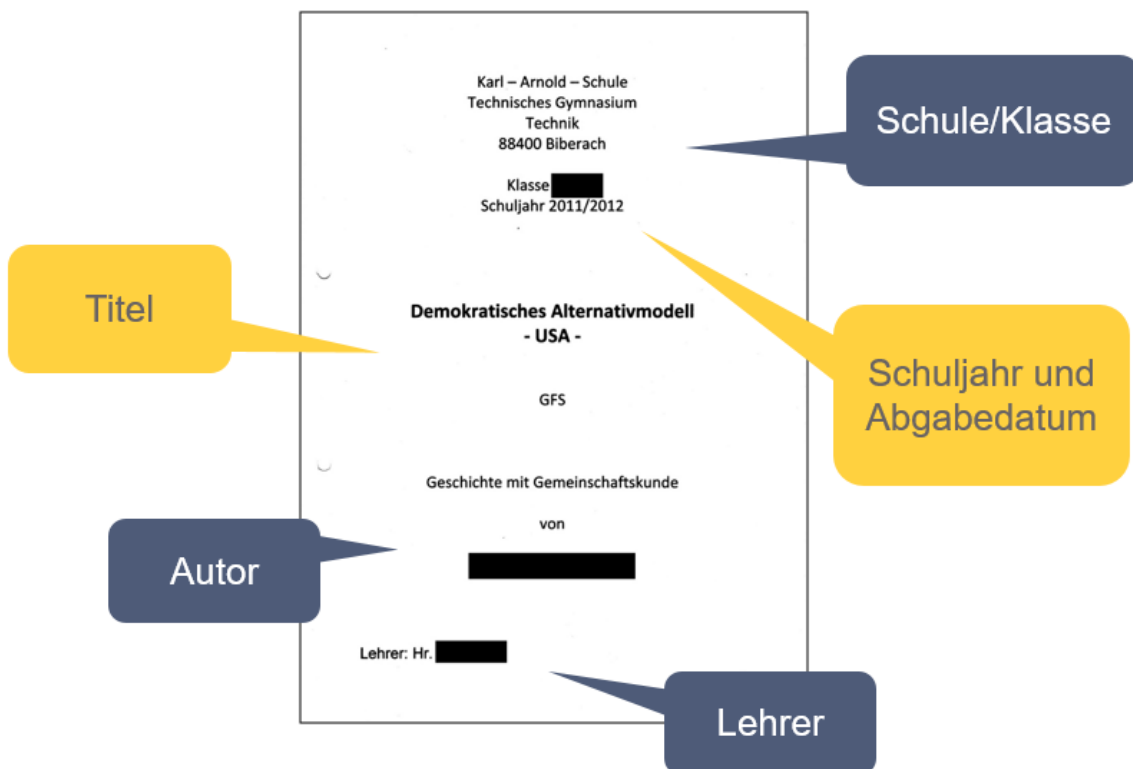 Karl – Arnold – Schule
Technisches Gymnasium
Technik
88400 Biberach
Klasse
Schuljahr 2011/2012
Schule/Klasse
Titel
Demokratisches Alternativmodell
- USA -
Schuljahr und
Abgabedatum
GFS
Geschichte mit Gemeinschaftskunde
von
Autor
Lehrer: Hr.
Lehrer